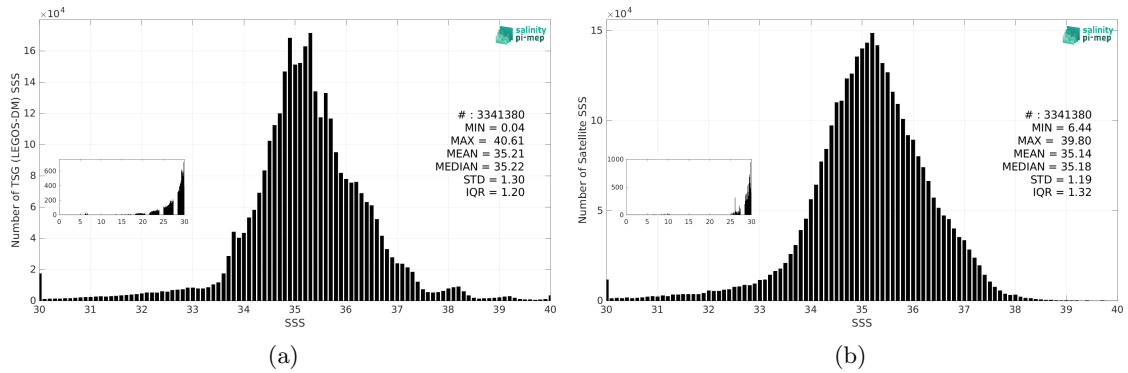 ×10⁴
salinity
pi-mep
Number of TSG (LEGOS-DM) SSS
16
14
12
10
8
6
4
2
0
# : 3341380
MIN = 0.04
MAX = 40.61
MEAN = 35.21
MEDIAN = 35.22
STD = 1.30
IQR = 1.20
600
400
200
0
0 5 10 15 20 25 30
30 31 32 33 34 35 36 37 38 39 40
SSS
(a)
×10⁴
salinity
pi-mep
Number of Satellite SSS
15
10
5
0
# : 3341380
MIN = 6.44
MAX = 39.80
MEAN = 35.14
MEDIAN = 35.18
STD = 1.19
IQR = 1.32
1000
500
0
0 5 10 15 20 25 30
30 31 32 33 34 35 36 37 38 39 40
SSS
(b)